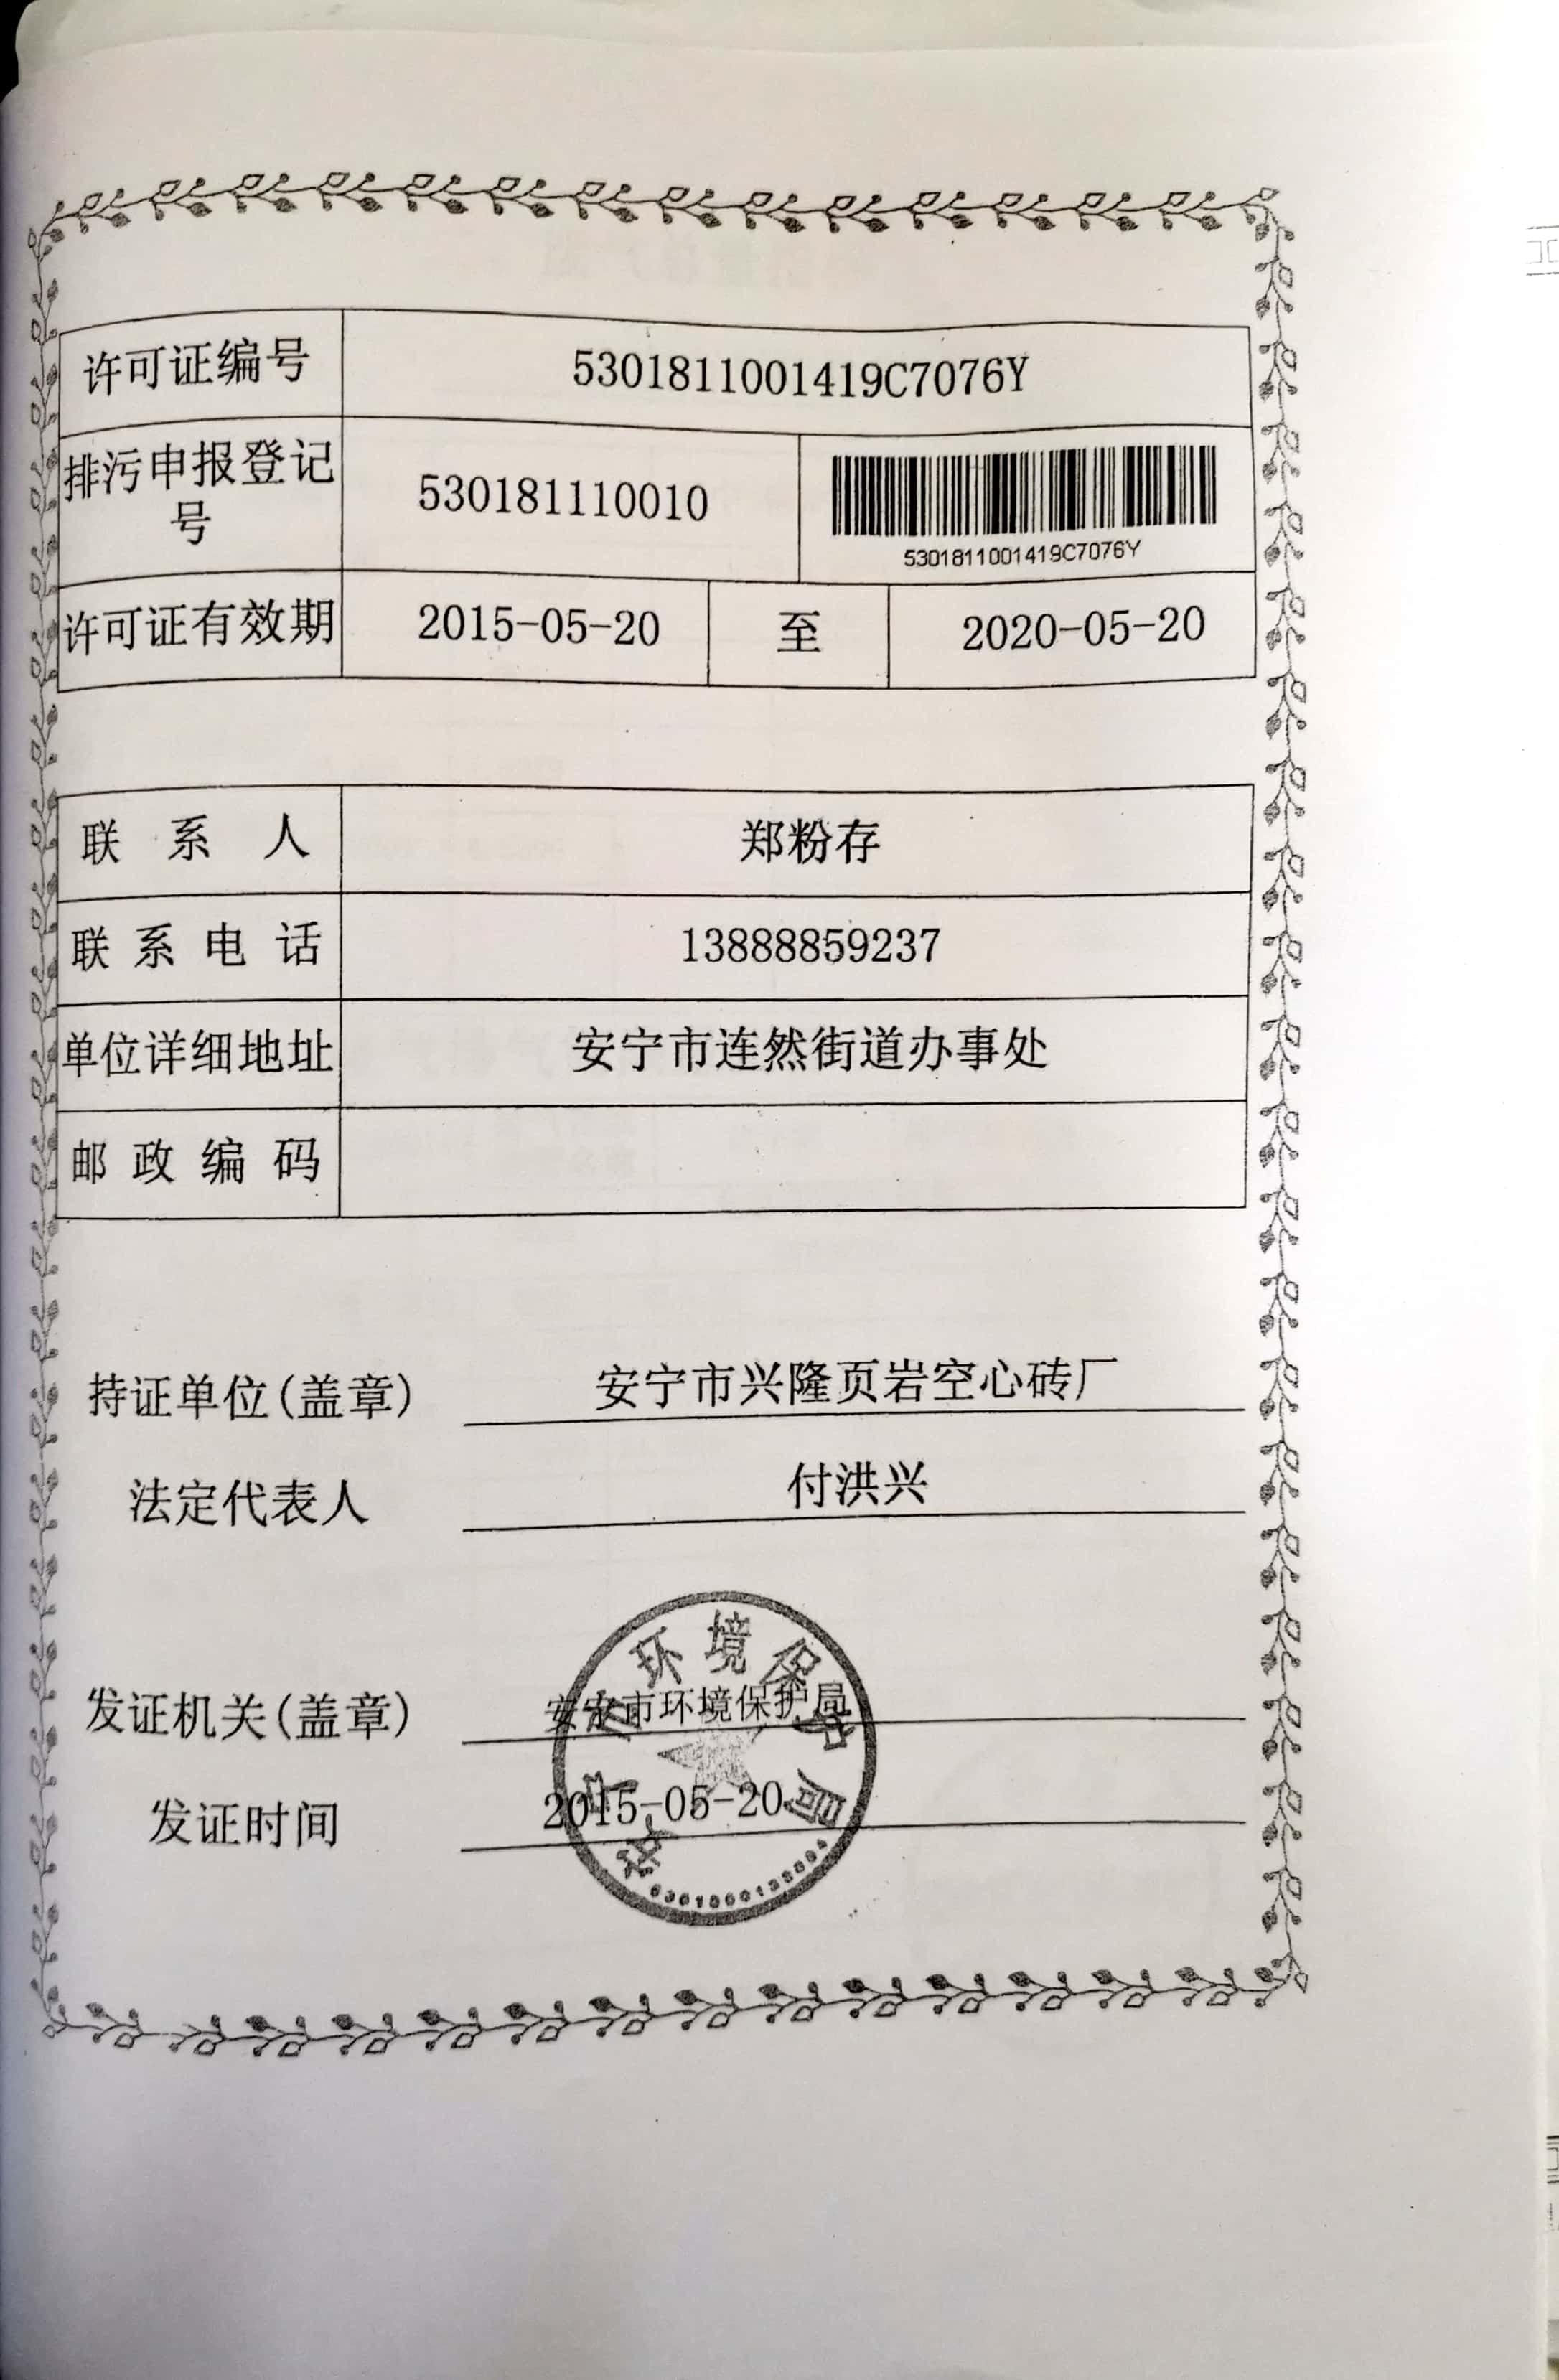 许可证编号 5301811001419C7076Y
排污申报登记号 530181110010
5301811001419C7076Y
许可证有效期 2015-05-20 至 2020-05-20
联系人 郑粉存
联系电话 13888859237
单位详细地址 安宁市连然街道办事处
邮政编码
持证单位(盖章) 安宁市兴隆页岩空心砖厂
法定代表人 付洪兴
发证机关(盖章) 安宁市环境保护局
发证时间 2015-05-20
环境保护局